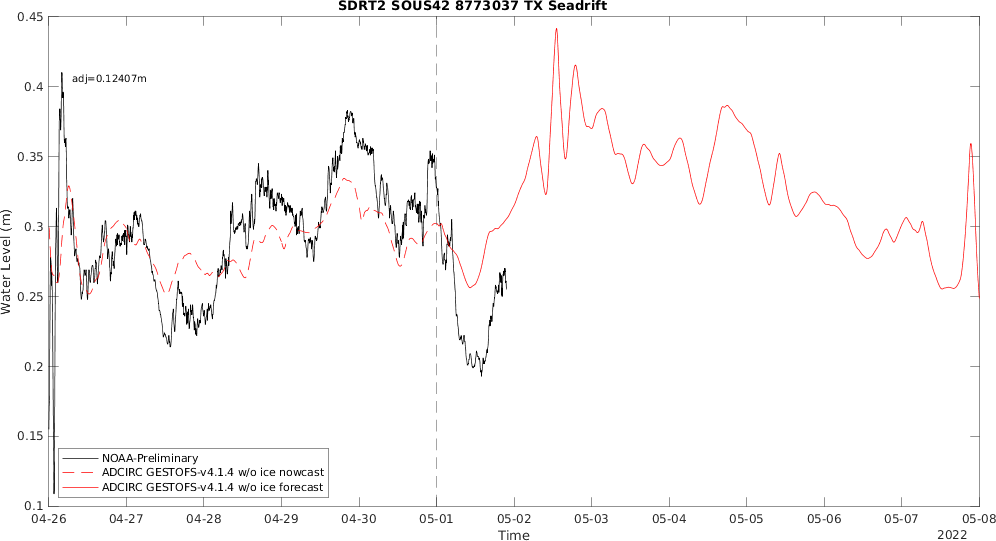 SDRT2 SOUS42 8773037 TX Seadrift
adj=0.12407m
0.45
0.4
0.35
0.3
0.25
0.2
0.15
0.1
Water Level (m)
NOAA-Preliminary
ADCIRC GESTOFS-v4.1.4 w/o ice nowcast
ADCIRC GESTOFS-v4.1.4 w/o ice forecast
04-26 04-27 04-28 04-29 04-30 05-01 05-02 05-03 05-04 05-05 05-06 05-07 05-08
Time
2022